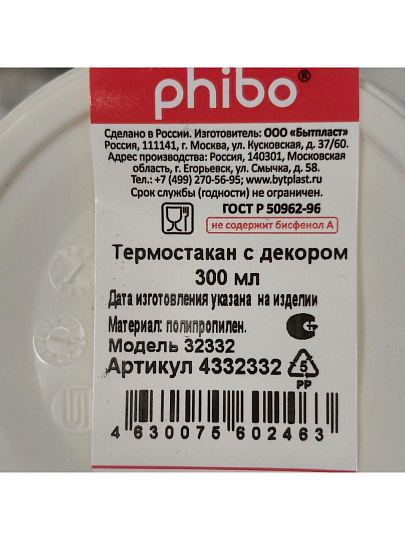 phibo®
Сделано в России. Изготовитель: ООО «Бытпласт»
Россия, 111141, г. Москва, ул. Кусковская, д. 37/60.
Адрес производства: Россия, 140301, Московская
область, г. Егорьевск, ул. Смычка, д. 58.
Тел.: +7 (499) 270-56-95; www.bytplast.ru
Срок службы (годности) не ограничен.
ГОСТ Р 50962-96
не содержит бисфенол А
Термостакан с декором
300 мл
Дата изготовления указана на изделии
Материал: полипропилен.
Модель 32332
Артикул 4332332
5
PP
4 630075 602463